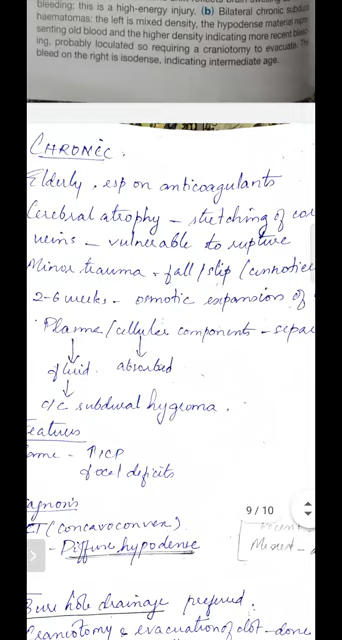 bleeding; this is a high-energy injury. (b) Bilateral chronic subdu
haematomas: the left is mixed density, the hypodense material repre
senting old blood and the higher density indicating more recent bleed
ing, probably loculated so requiring a craniotomy to evacuate. The
bleed on the right is isodense, indicating intermediate age.
CHRONIC.
Elderly, esp on anticoagulants
Cerebral atrophy – stretching of
veins – vulnerable to rupture
Minor trauma - fall/slip
2-6 weeks - osmotic expansion of
Plasma/cellular components - sepa
fluid absorbed
c/c subdural hygroma.
eatures
ame - ↑ICP
focal deficits
agnosis
CT (concavoconvex)
- Diffuse hypodense
9 / 10
Mixed -
Burr hole drainage preferred.
Craniotomy & evacuation of clot - done